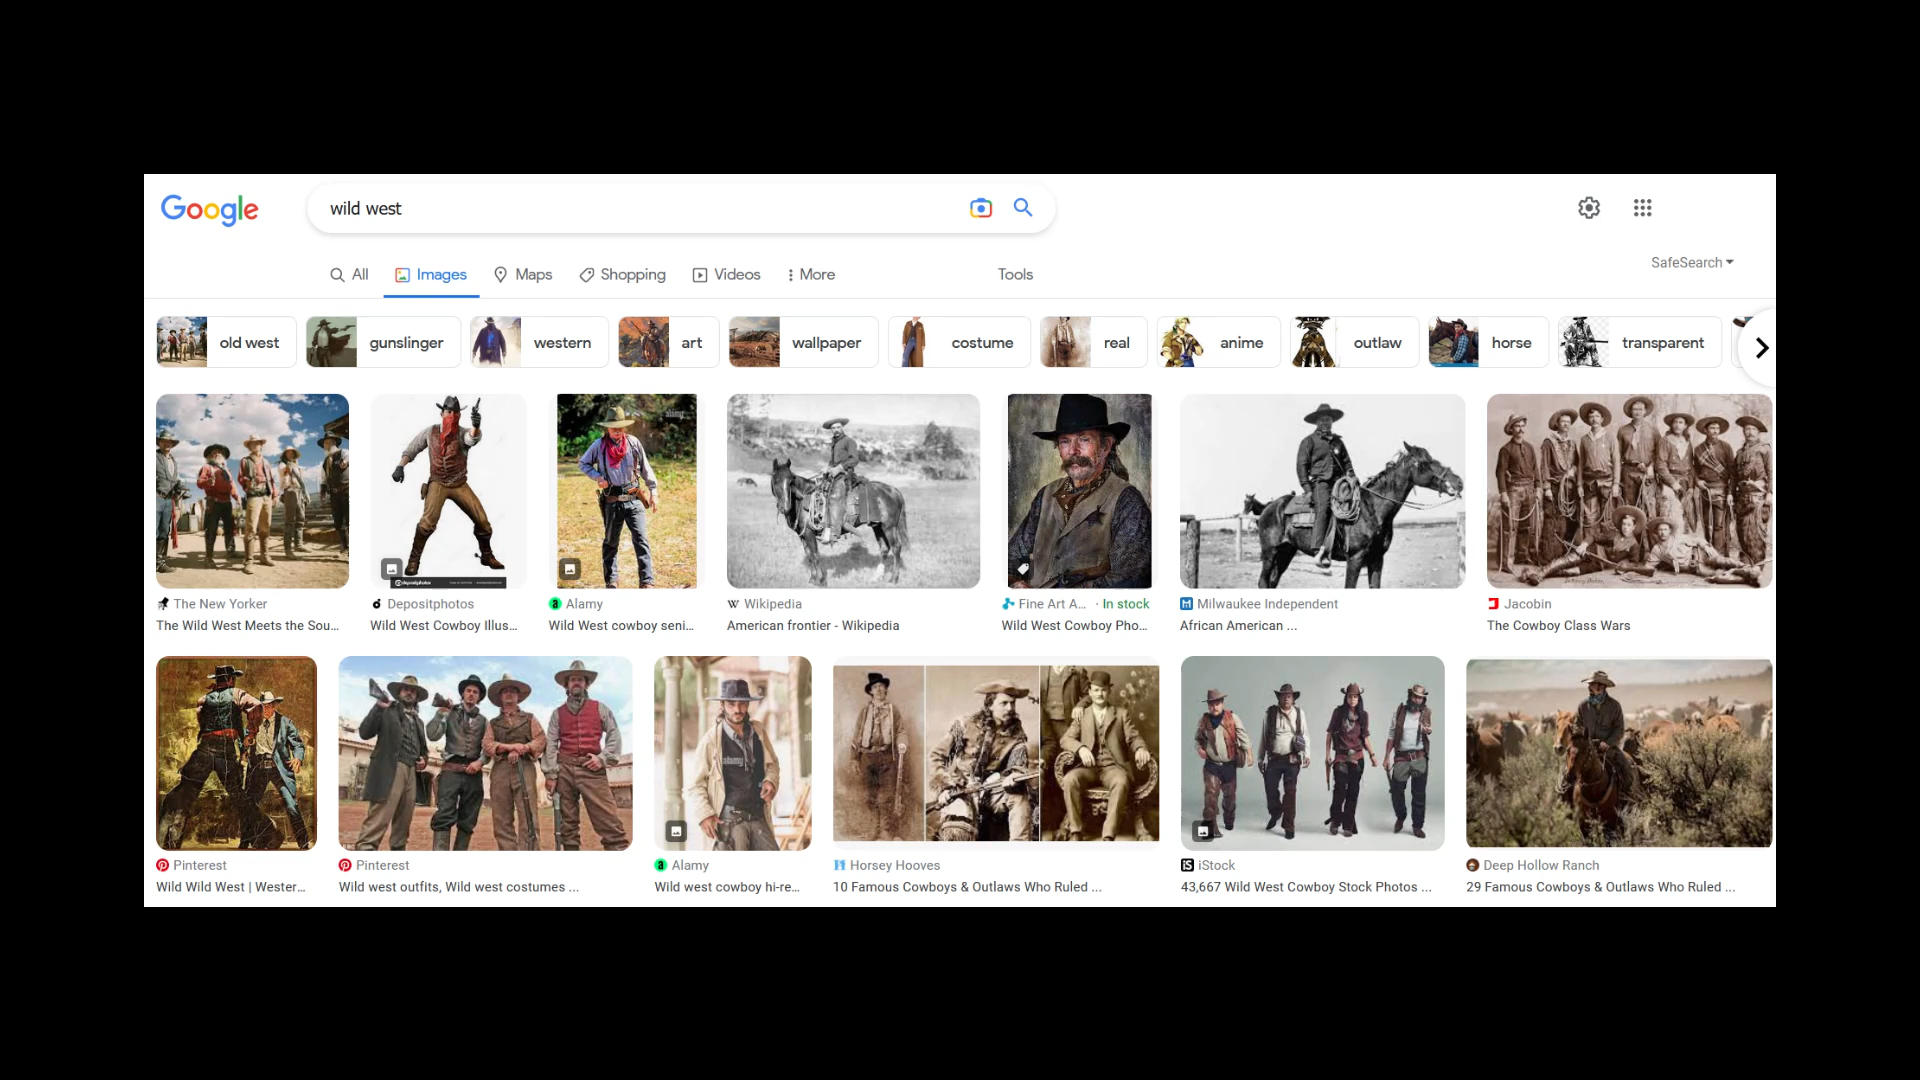 Google
wild west
All Images Maps Shopping Videos More Tools
SafeSearch
old west gunslinger western art wallpaper costume real anime outlaw horse transparent
alamy
depositphotos
The New Yorker
The Wild West Meets the Sou...
Depositphotos
Wild West Cowboy Illus...
Alamy
Wild West cowboy seni...
Wikipedia
American frontier - Wikipedia
Fine Art A... · In stock
Wild West Cowboy Pho...
Milwaukee Independent
African American ...
Jacobin
The Cowboy Class Wars
alamy
Pinterest
Wild Wild West | Wester...
Pinterest
Wild west outfits, Wild west costumes ...
Alamy
Wild west cowboy hi-re...
Horsey Hooves
10 Famous Cowboys & Outlaws Who Ruled ...
iStock
43,667 Wild West Cowboy Stock Photos ...
Deep Hollow Ranch
29 Famous Cowboys & Outlaws Who Ruled ...